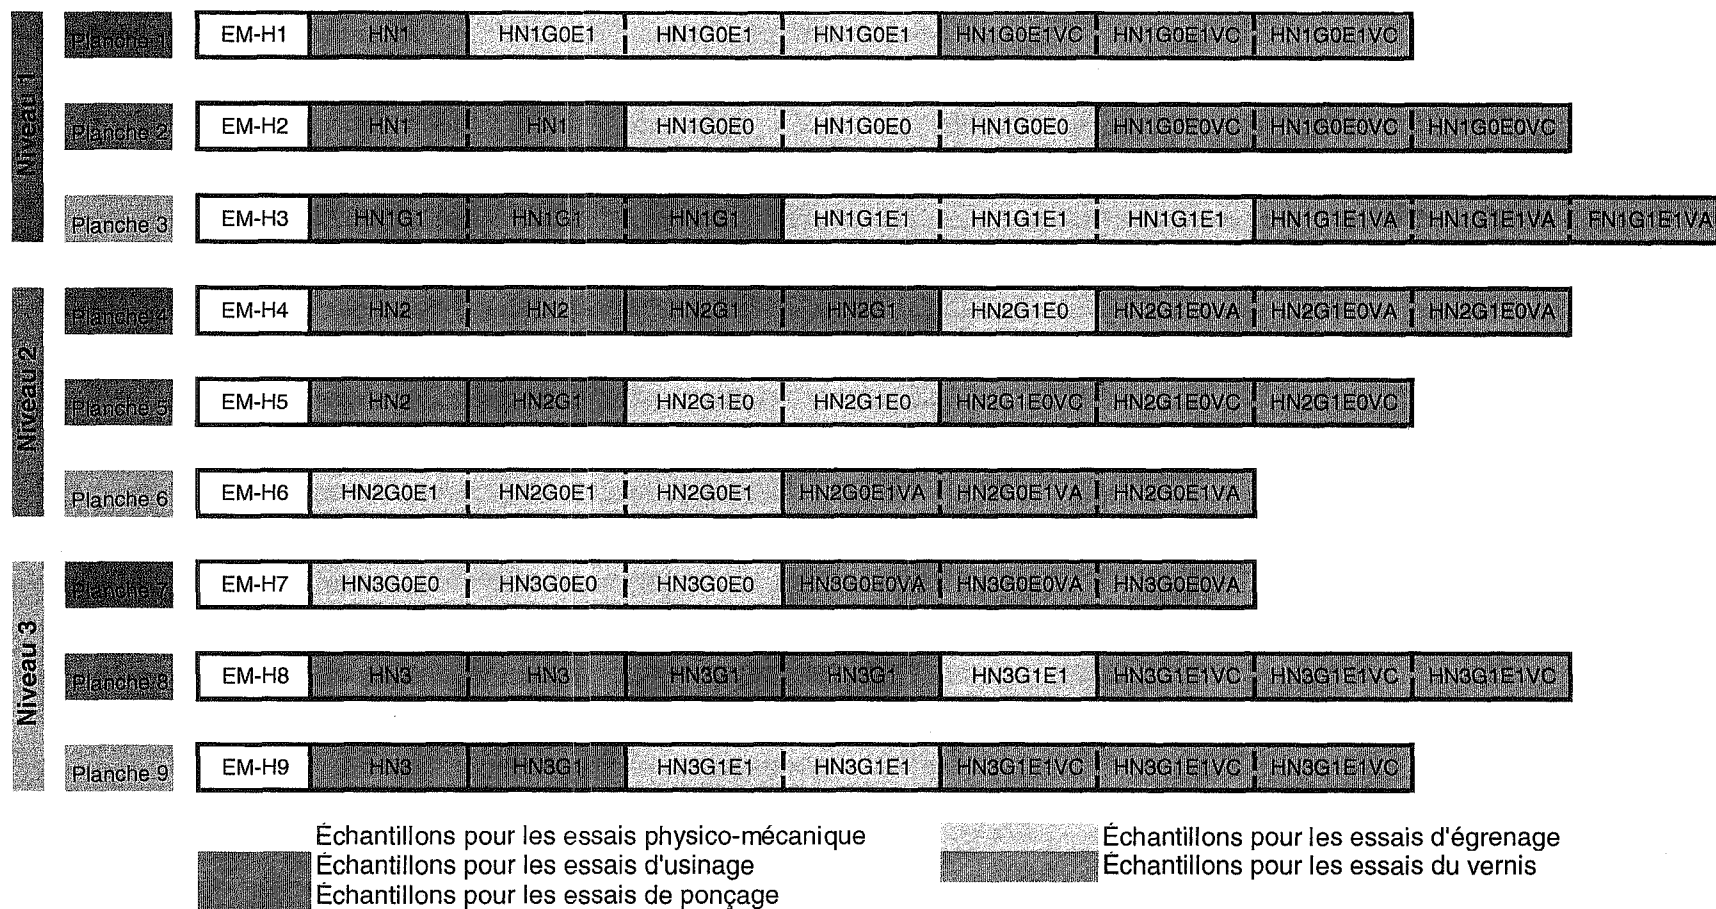 Niveau 1
Planche 1 EM-H1 HN1 HN1G0E1 HN1G0E1 HN1G0E1 HN1G0E1VC HN1G0E1VC HN1G0E1VC
Planche 2 EM-H2 HN1 HN1 HN1G0E0 HN1G0E0 HN1G0E0 HN1G0E0VC HN1G0E0VC HN1G0E0VC
Planche 3 EM-H3 HN1G1 HN1G1 HN1G1 HN1G1E1 HN1G1E1 HN1G1E1 HN1G1E1VA HN1G1E1VA FN1G1E1VA
Niveau 2
Planche 4 EM-H4 HN2 HN2 HN2G1 HN2G1 HN2G1E0 HN2G1E0VA HN2G1E0VA HN2G1E0VA
Planche 5 EM-H5 HN2 HN2G1 HN2G1E0 HN2G1E0 HN2G1E0VC HN2G1E0VC HN2G1E0VC
Planche 6 EM-H6 HN2G0E1 HN2G0E1 HN2G0E1 HN2G0E1VA HN2G0E1VA HN2G0E1VA
Niveau 3
Planche 7 EM-H7 HN3G0E0 HN3G0E0 HN3G0E0 HN3G0E0VA HN3G0E0VA HN3G0E0VA
Planche 8 EM-H8 HN3 HN3 HN3G1 HN3G1 HN3G1E1 HN3G1E1VC HN3G1E1VC HN3G1E1VC
Planche 9 EM-H9 HN3 HN3G1 HN3G1E1 HN3G1E1 HN3G1E1VC HN3G1E1VC HN3G1E1VC
Échantillons pour les essais physico-mécanique
Échantillons pour les essais d'usinage
Échantillons pour les essais de ponçage
Échantillons pour les essais d'égrenage
Échantillons pour les essais du vernis